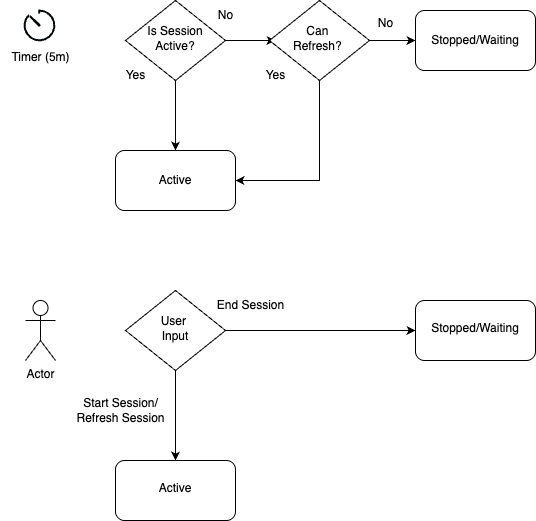 Is Session
Active?
No
Can
Refresh?
No
Stopped/Waiting
Timer (5m)
Yes
Yes
Active
User
Input
End Session
Stopped/Waiting
Actor
Start Session/
Refresh Session
Active